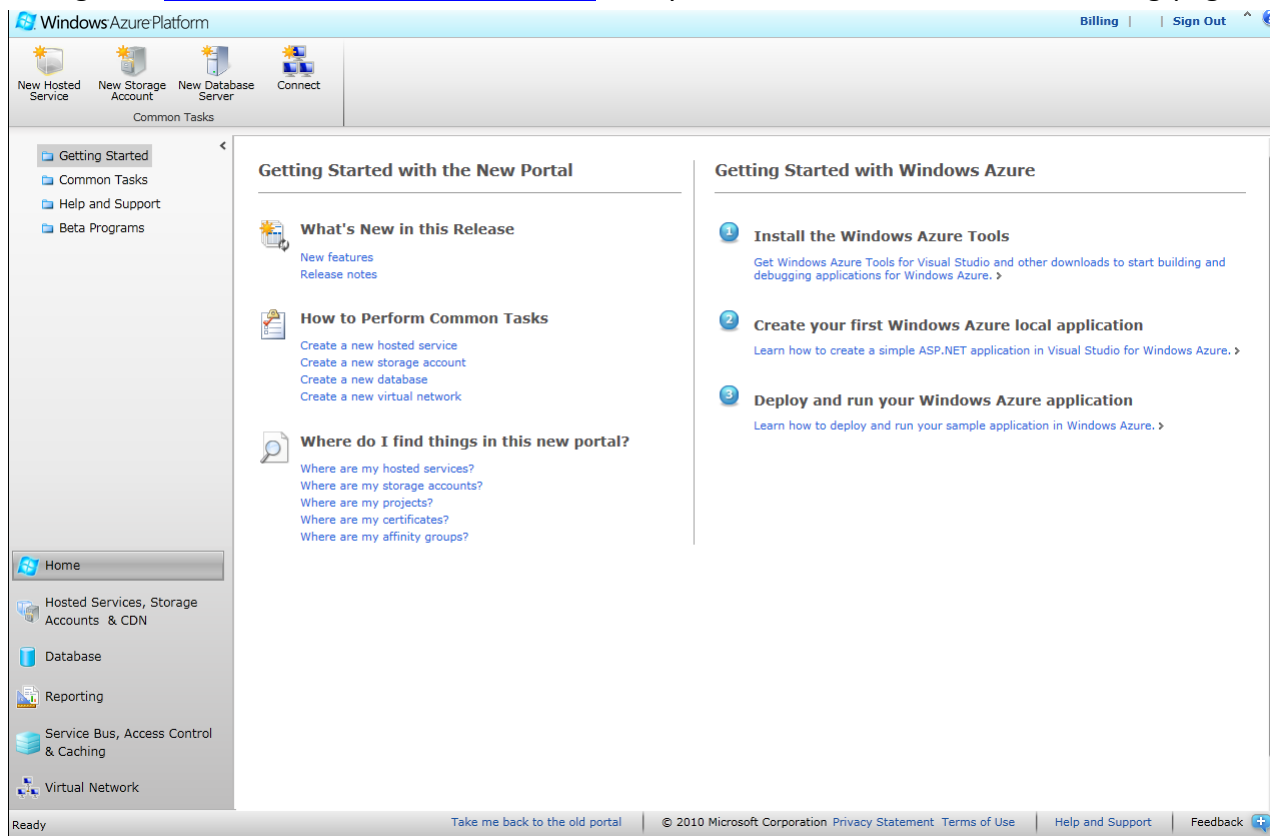 Windows Azure Platform
Billing |
| Sign Out
New Hosted Service
New Storage Account
New Database Server
Connect
Common Tasks
Getting Started
Common Tasks
Help and Support
Beta Programs
Getting Started with the New Portal
What's New in this Release
New features
Release notes
How to Perform Common Tasks
Create a new hosted service
Create a new storage account
Create a new database
Create a new virtual network
Where do I find things in this new portal?
Where are my hosted services?
Where are my storage accounts?
Where are my projects?
Where are my certificates?
Where are my affinity groups?
Getting Started with Windows Azure
1 Install the Windows Azure Tools
Get Windows Azure Tools for Visual Studio and other downloads to start building and
debugging applications for Windows Azure. >
2 Create your first Windows Azure local application
Learn how to create a simple ASP.NET application in Visual Studio for Windows Azure. >
3 Deploy and run your Windows Azure application
Learn how to deploy and run your sample application in Windows Azure. >
Home
Hosted Services, Storage
Accounts & CDN
Database
Reporting
Service Bus, Access Control
& Caching
Virtual Network
Ready
Take me back to the old portal
© 2010 Microsoft Corporation Privacy Statement Terms of Use
Help and Support
Feedback